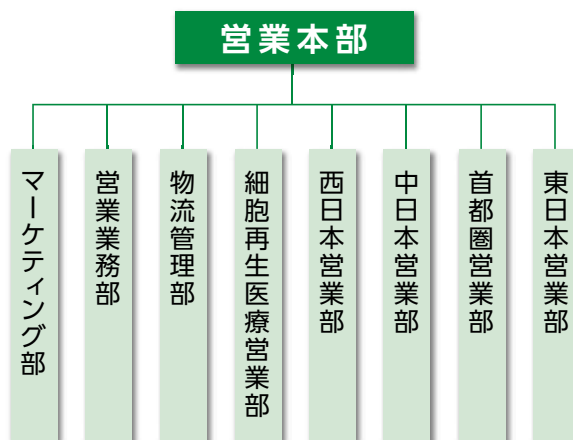 営業本部
マーケティング部
営業業務部
物流管理部
細胞再生医療営業部
西日本営業部
中日本営業部
首都圏営業部
東日本営業部